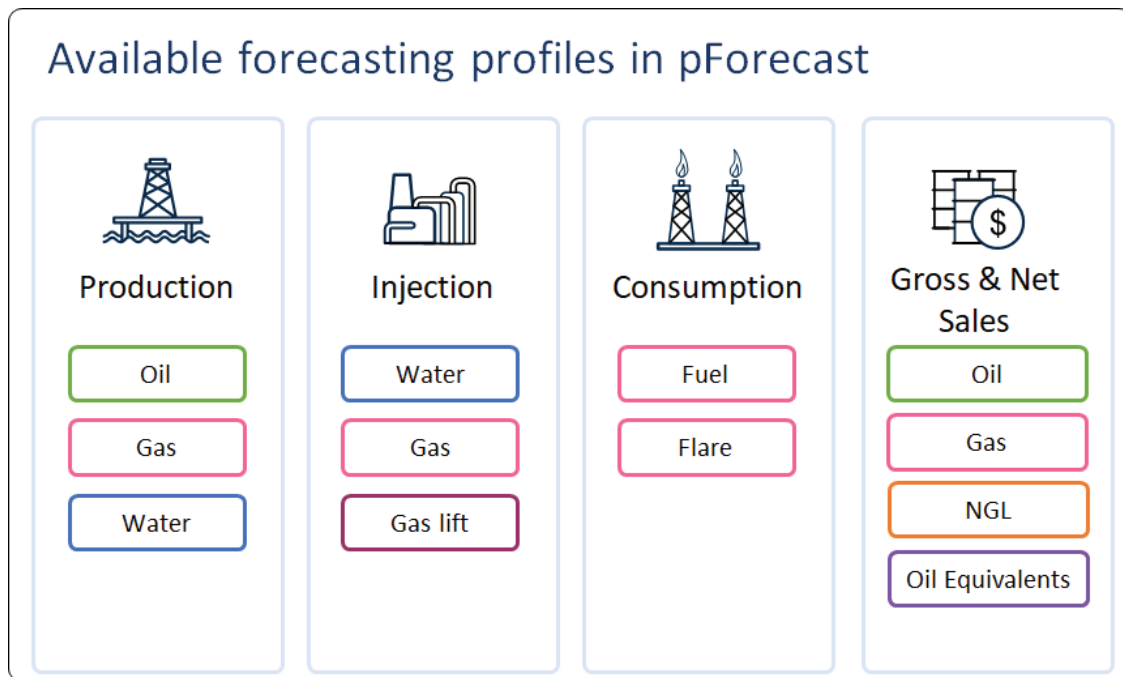 Available forecasting profiles in pForecast
Production
Oil
Gas
Water
Injection
Water
Gas
Gas lift
Consumption
Fuel
Flare
$
Gross & Net
Sales
Oil
Gas
NGL
Oil Equivalents